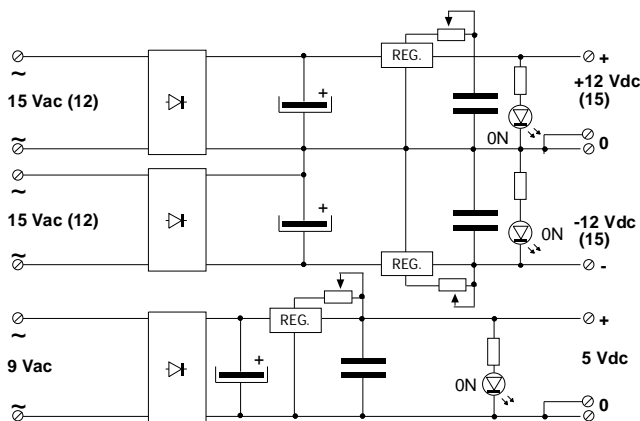 ~
15 Vac (12)
~
~
15 Vac (12)
~
REG.
+
+12 Vdc
(15)
+
0N
0
+
0N
-12 Vdc
(15)
REG.
-
~
9 Vac
~
REG.
+
+
0N
5 Vdc
0